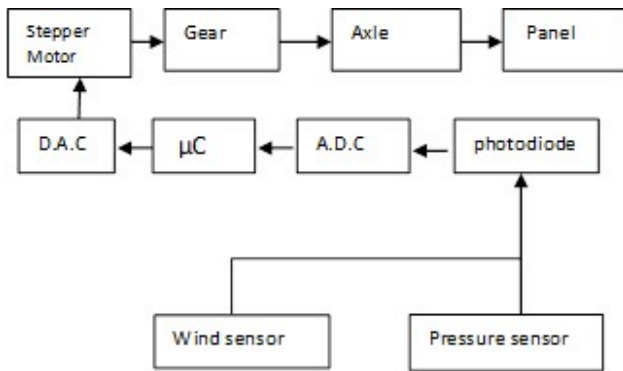 Stepper
Motor
Gear
Axle
Panel
D.A.C
µC
A.D.C
photodiode
Wind sensor
Pressure sensor